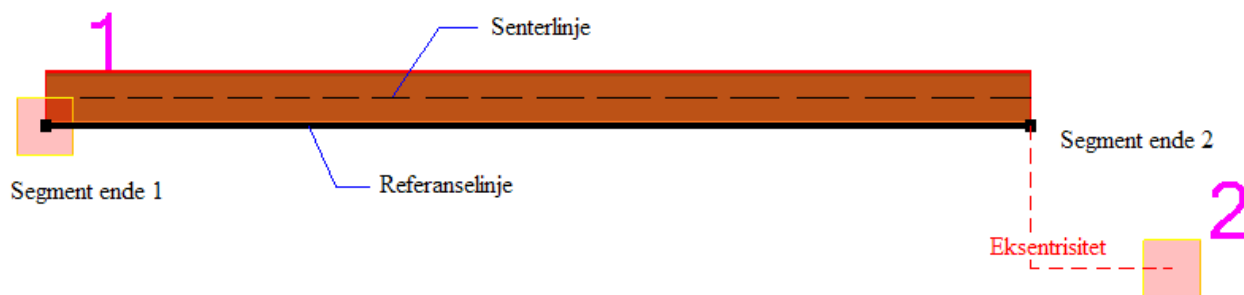 1
Senterlinje
Segment ende 2
Segment ende 1
Referanselinje
2
Eksentrisitet